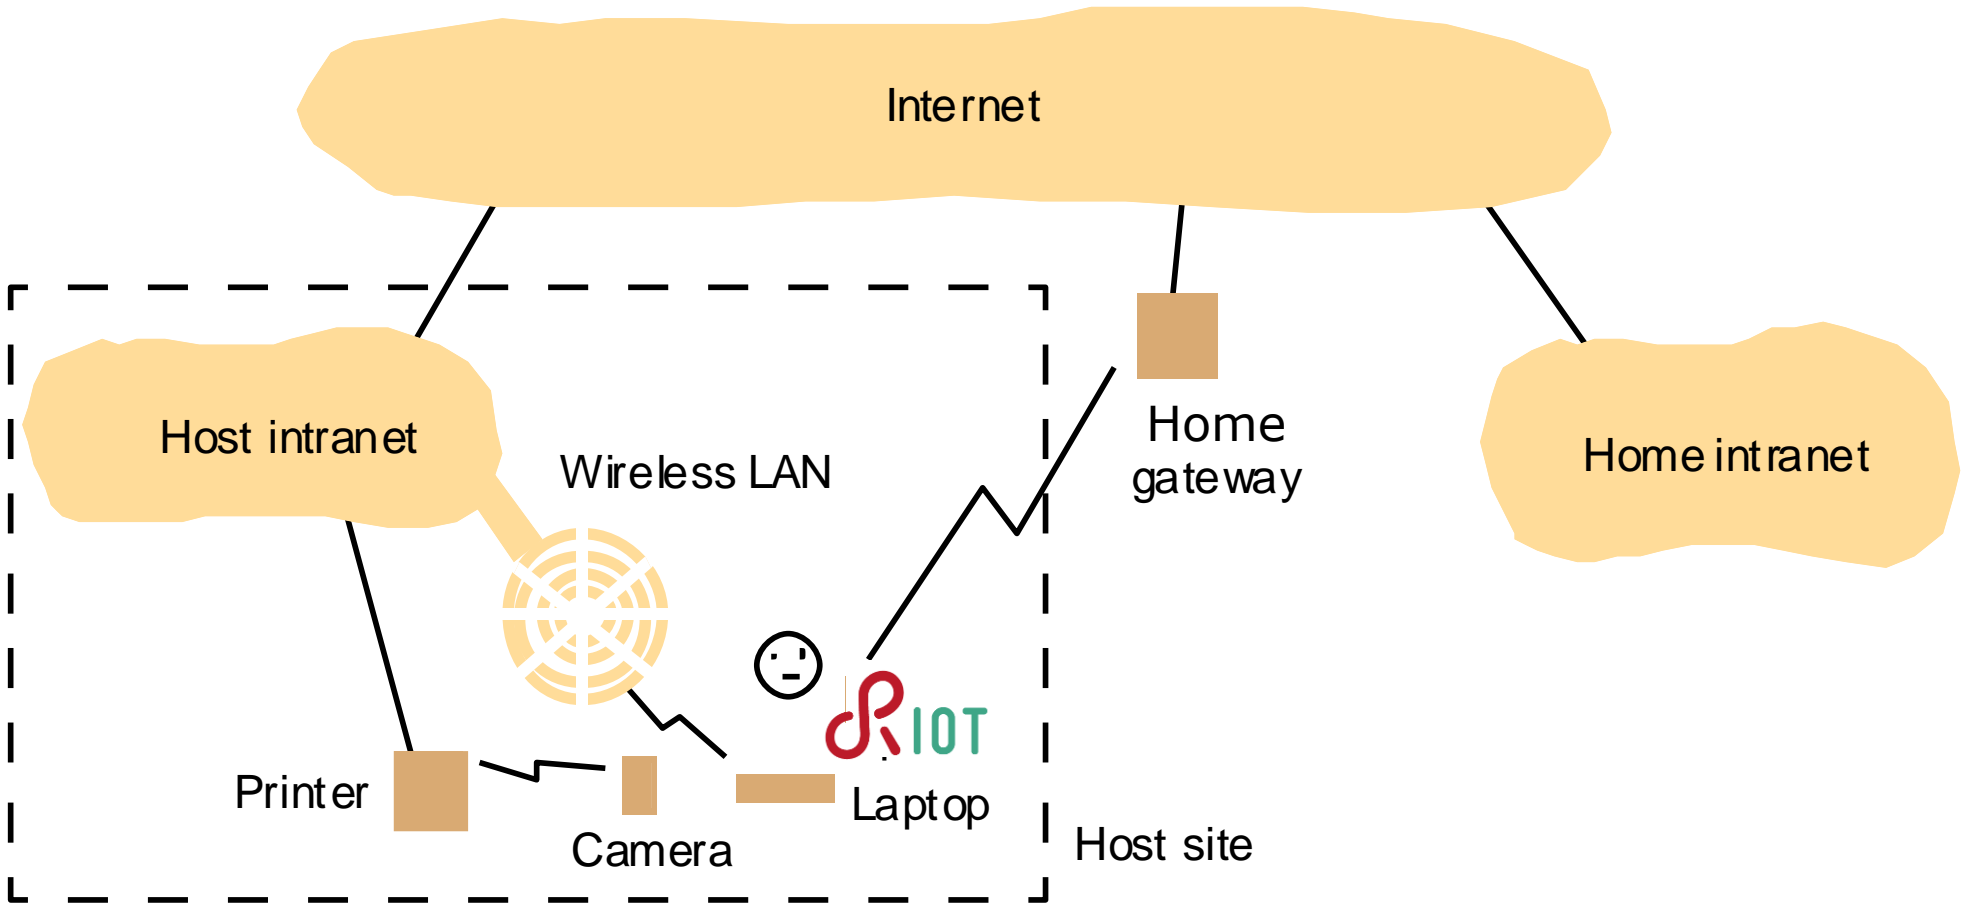 Internet
Host intranet
Wireless LAN
Home
gateway
Home intranet
RIOT
Printer
Camera
Laptop
Host site